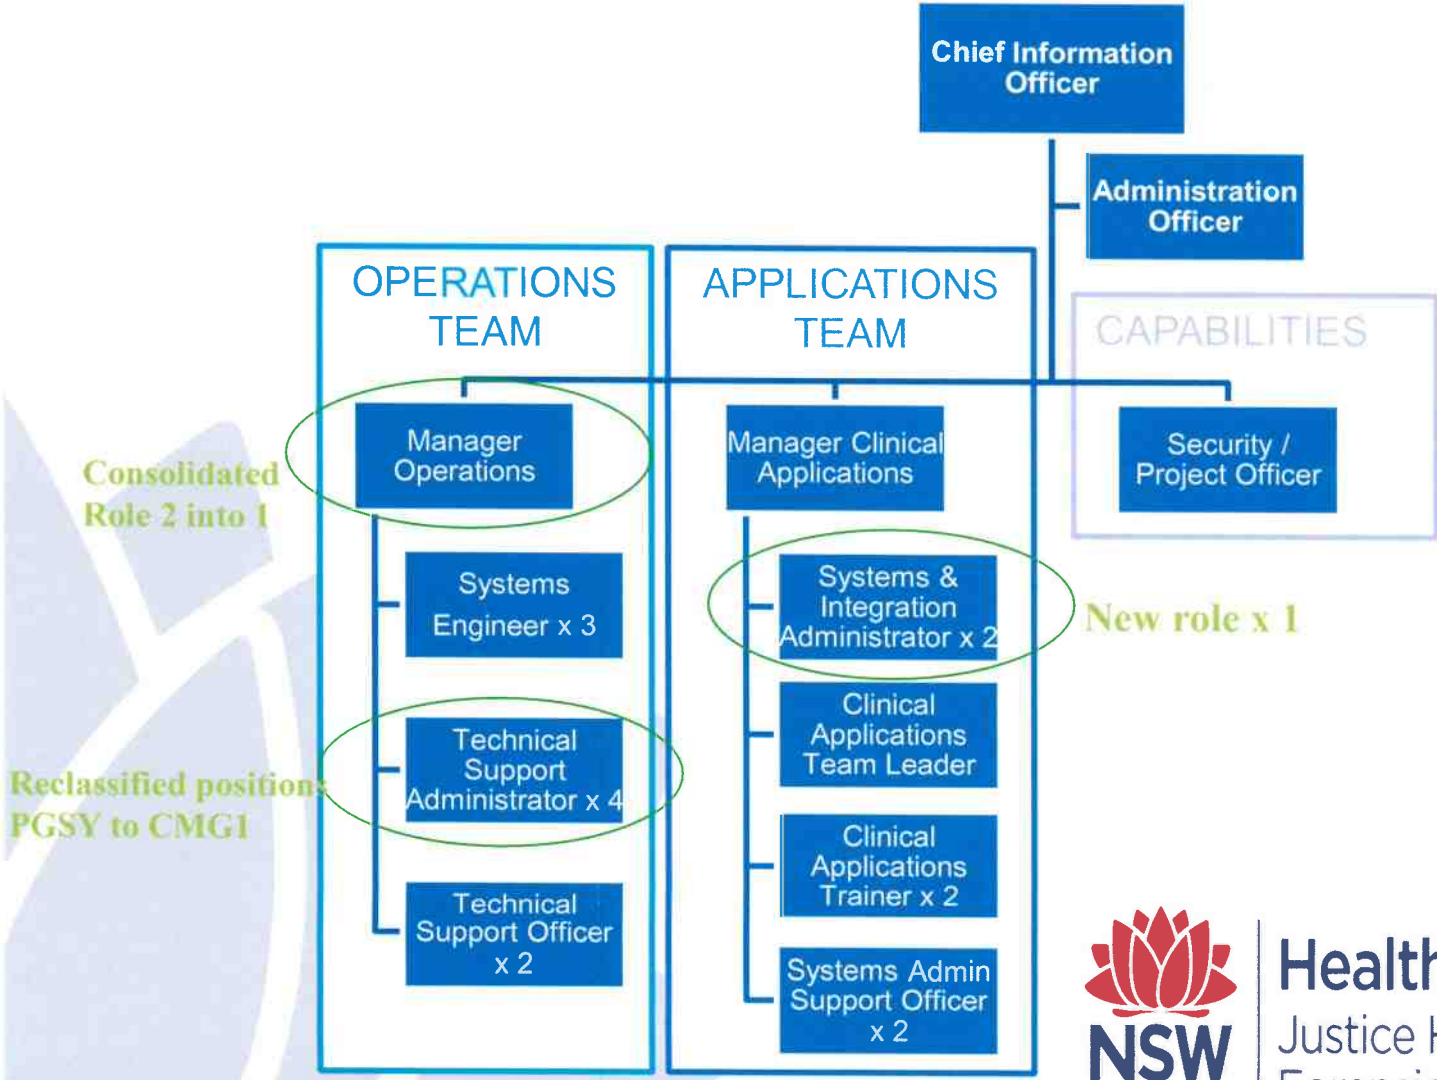 Chief Information
Officer
Administration
Officer
OPERATIONS
TEAM
APPLICATIONS
TEAM
CAPABILITIES
Manager
Operations
Manager Clinical
Applications
Security /
Project Officer
Consolidated
Role 2 into 1
Systems
Engineer x 3
Systems &
Integration
Administrator x 2
New role x 1
Technical
Support
Administrator x 4
Clinical
Applications
Team Leader
Reclassified positions
PGSY to CMG1
Clinical
Applications
Trainer x 2
Technical
Support Officer
x 2
Systems Admin
Support Officer
x 2
NSW
Health
Justice